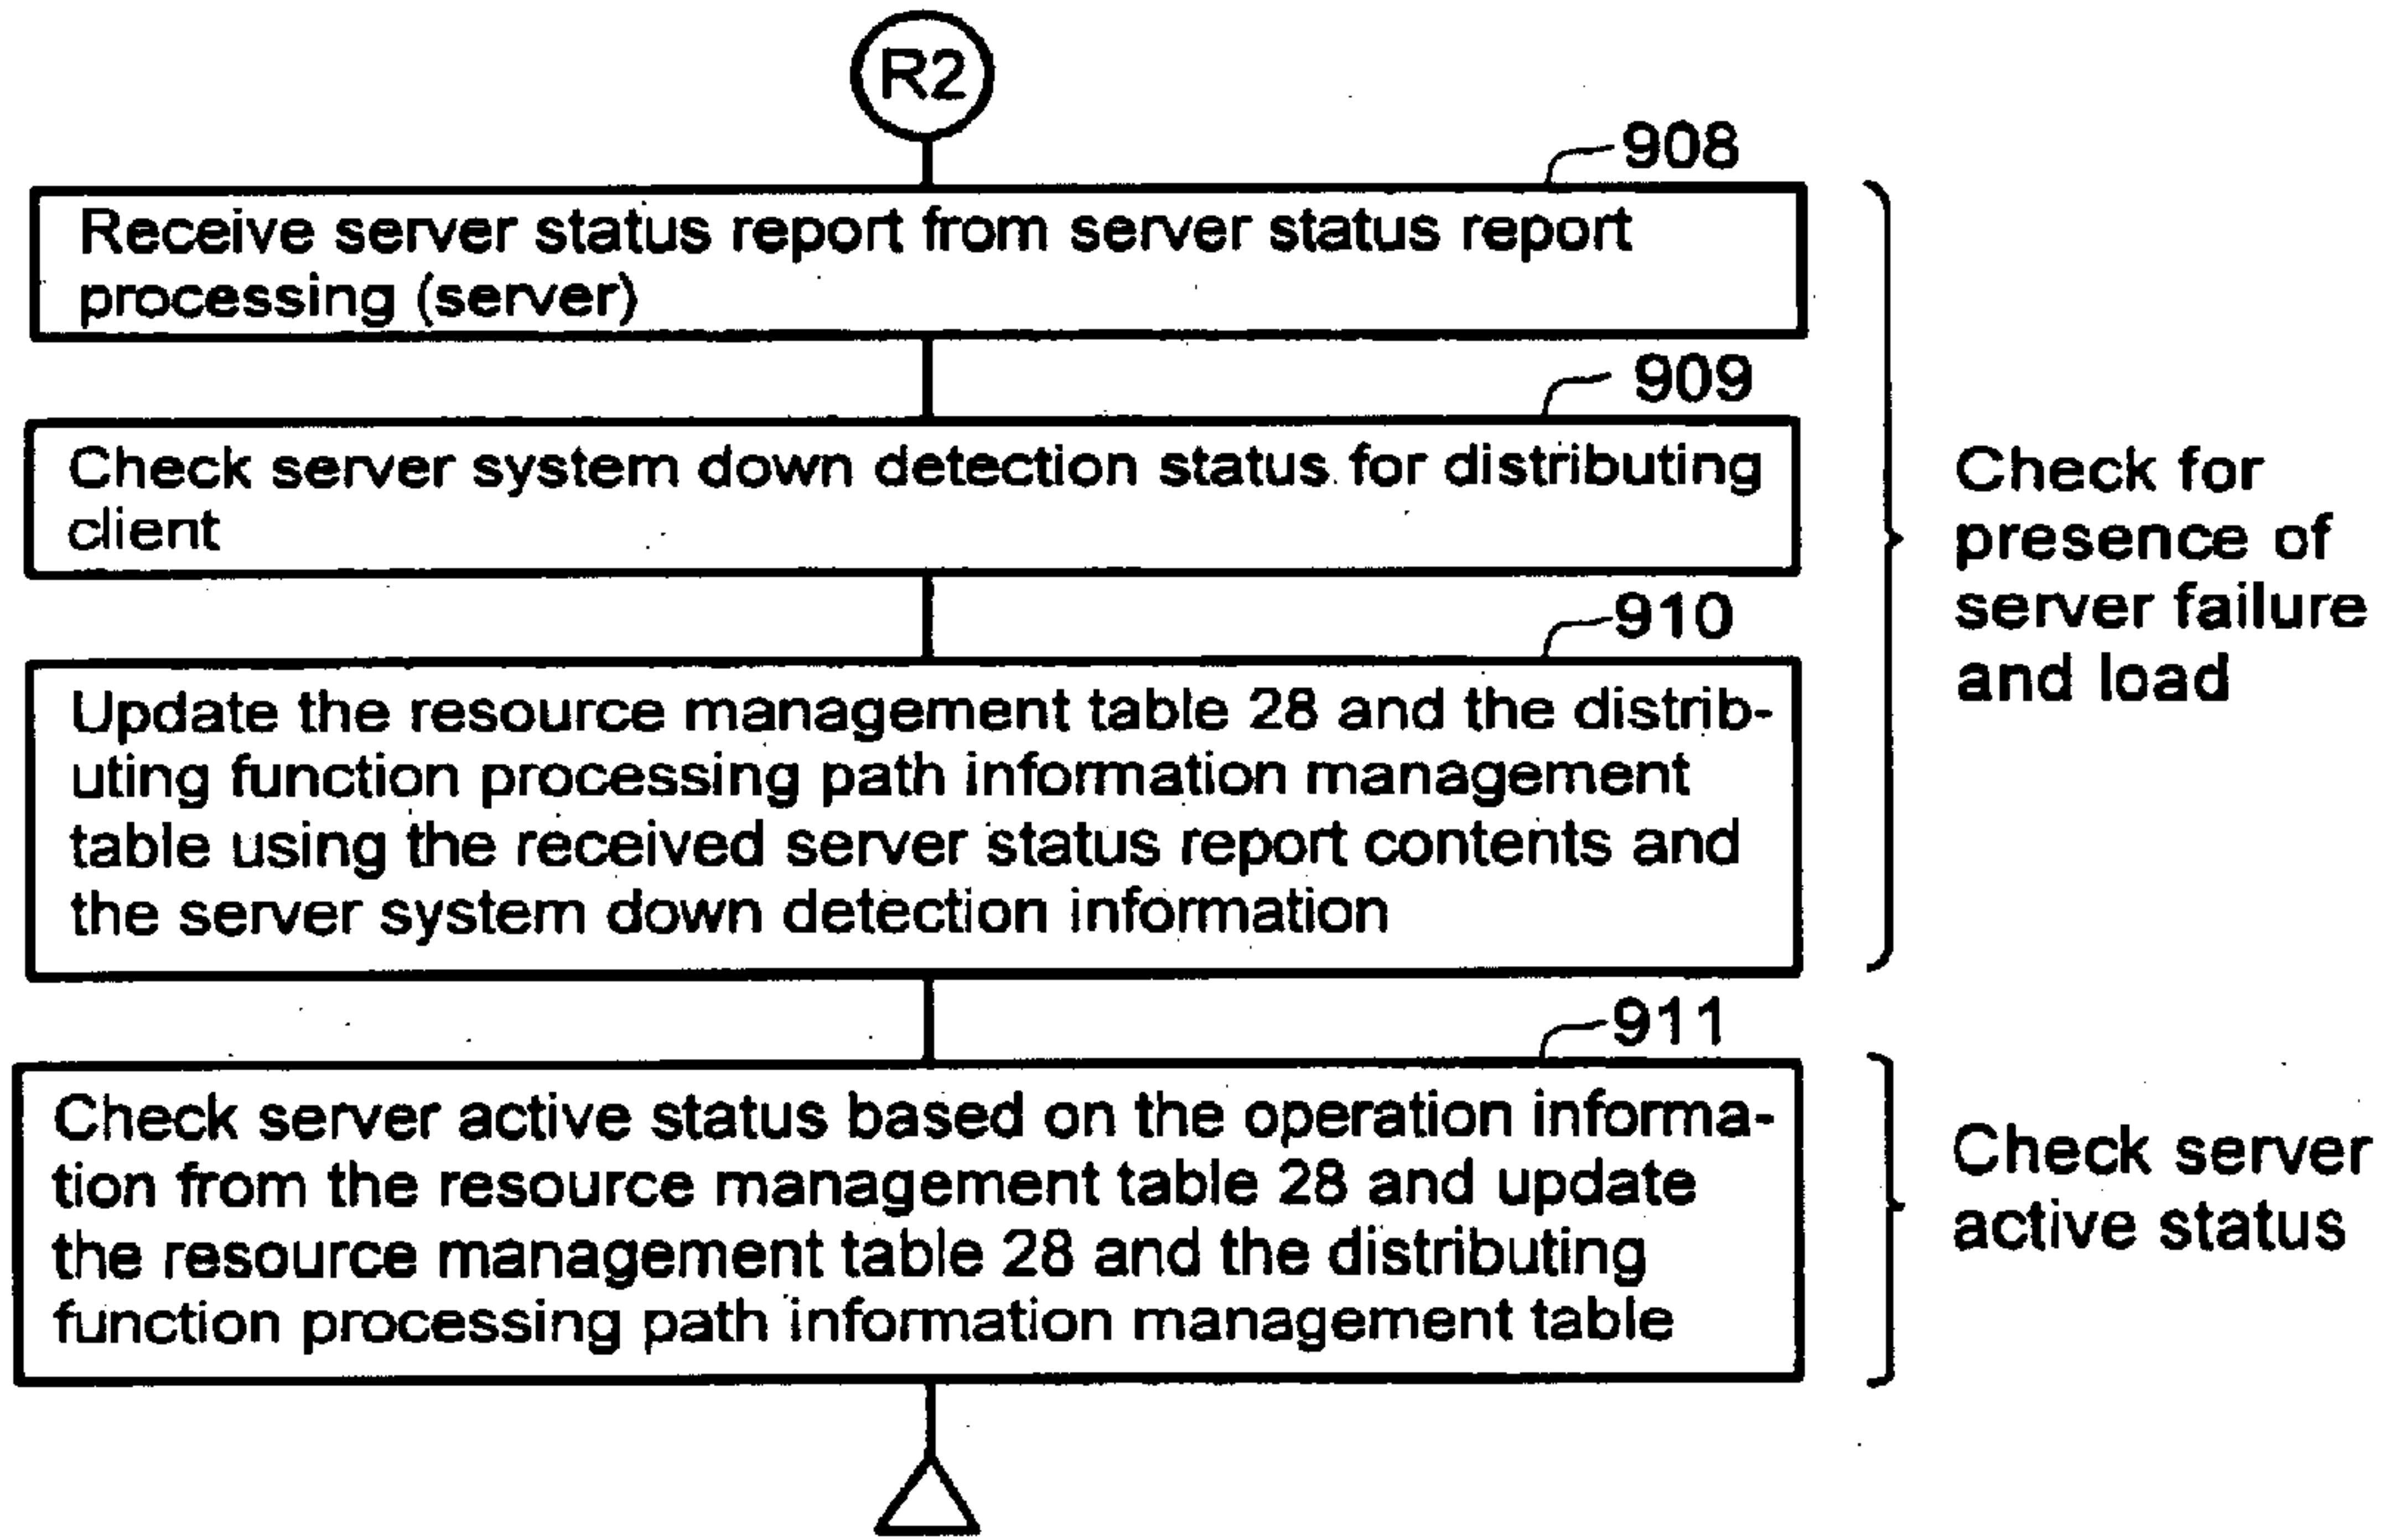 R2
908
Receive server status report from server status report
processing (server)
909
Check server system down detection status for distributing
client
910
Update the resource management table 28 and the distrib-
uting function processing path information management
table using the received server status report contents and
the server system down detection information
Check for
presence of
server failure
and load
911
Check server active status based on the operation informa-
tion from the resource management table 28 and update
the resource management table 28 and the distributing
function processing path information management table
Check server
active status